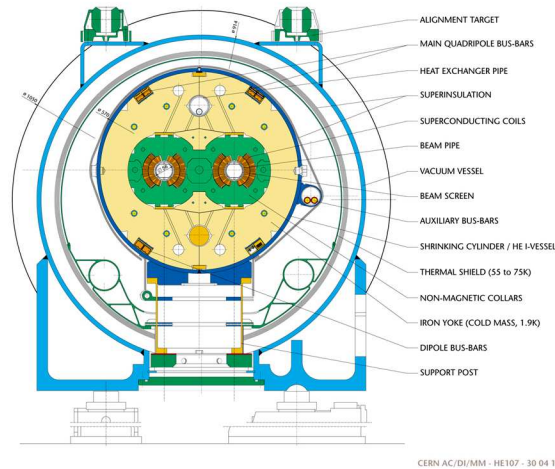 ALIGNMENT TARGET
MAIN QUADRIPOLE BUS-BARS
HEAT EXCHANGER PIPE
SUPERINSULATION
SUPERCONDUCTING COILS
BEAM PIPE
VACUUM VESSEL
BEAM SCREEN
AUXILIARY BUS-BARS
SHRINKING CYLINDER / HE I-VESSEL
THERMAL SHIELD (55 to 75K)
NON-MAGNETIC COLLARS
IRON YOKE (COLD MASS, 1.9K)
DIPOLE BUS-BARS
SUPPORT POST
ø 914
ø 570
CERN AC/DI/MM - HE107 - 30 04 1